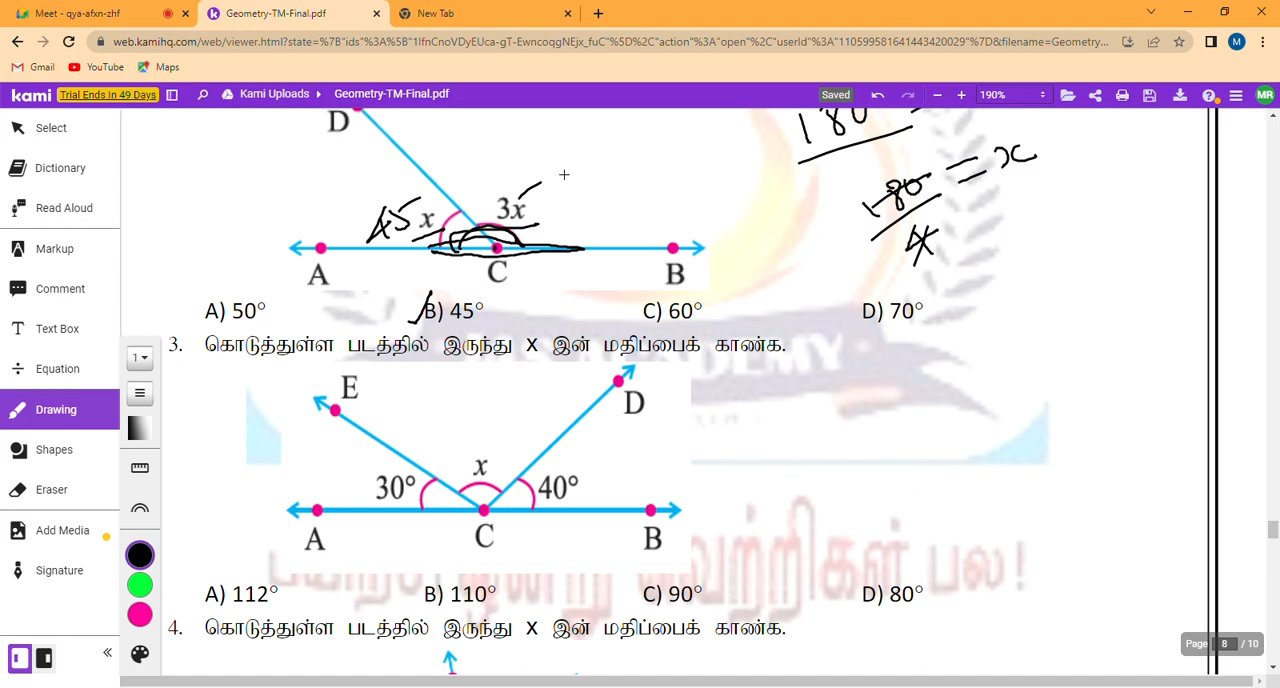 Meet - qya-afxn-zhf
Geometry-TM-Final.pdf
New Tab
web.kamihq.com/web/viewer.html?state=%7B"ids"%3A%5B"1IfnCnoVDyEUca-gT-EwncoqgNEjx_fuC"%5D%2C"action"%3A"open"%2C"userId"%3A"110599581641443420029"%7D&filename=Geometry...
M
Gmail
YouTube
Maps
kami
Trial Ends In 49 Days
Kami Uploads
Geometry-TM-Final.pdf
Saved
190%
MR
Select
Dictionary
Read Aloud
Markup
Comment
Text Box
Equation
Drawing
Shapes
Eraser
Add Media
Signature
1
D
180
45 x 3x
180 = x
4
A C B
A) 50° B) 45° C) 60° D) 70°
3. கொடுத்துள்ள படத்தில் இருந்து x இன் மதிப்பைக் காண்க.
E
D
x
30° 40°
A C B
A) 112° B) 110° C) 90° D) 80°
4. கொடுத்துள்ள படத்தில் இருந்து x இன் மதிப்பைக் காண்க.
Page 8 / 10